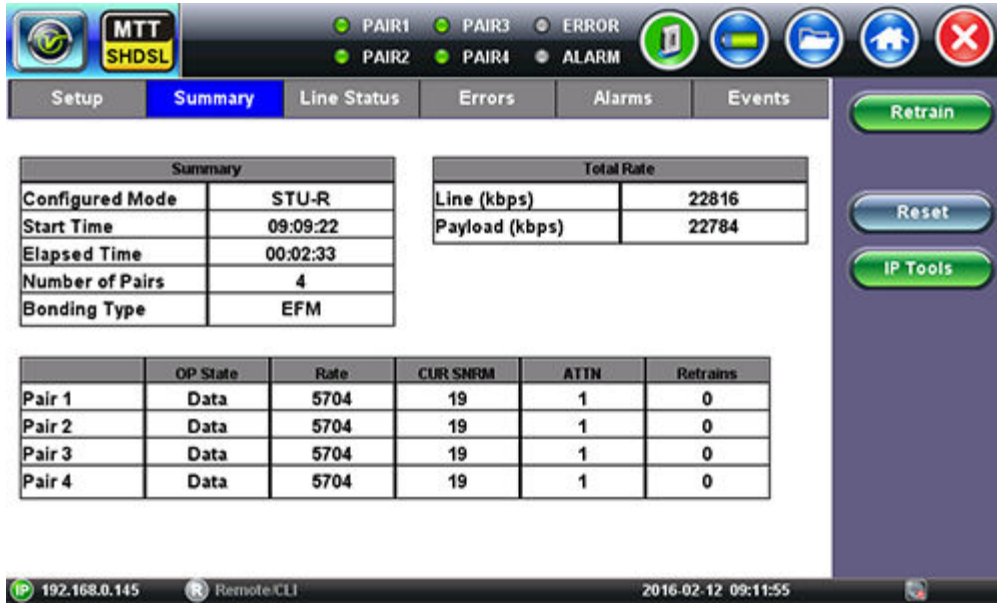 MTT
SHDSL
PAIR1 PAIR3 ERROR
PAIR2 PAIR4 ALARM
Setup Summary Line Status Errors Alarms Events
Retrain
Reset
IP Tools
Summary
Configured Mode STU-R
Start Time 09:09:22
Elapsed Time 00:02:33
Number of Pairs 4
Bonding Type EFM
Total Rate
Line (kbps) 22816
Payload (kbps) 22784
OP State Rate CUR SNRM ATTN Retrains
Pair 1 Data 5704 19 1 0
Pair 2 Data 5704 19 1 0
Pair 3 Data 5704 19 1 0
Pair 4 Data 5704 19 1 0
IP 192.168.0.145 R Remote/CLI 2016-02-12 09:11:55